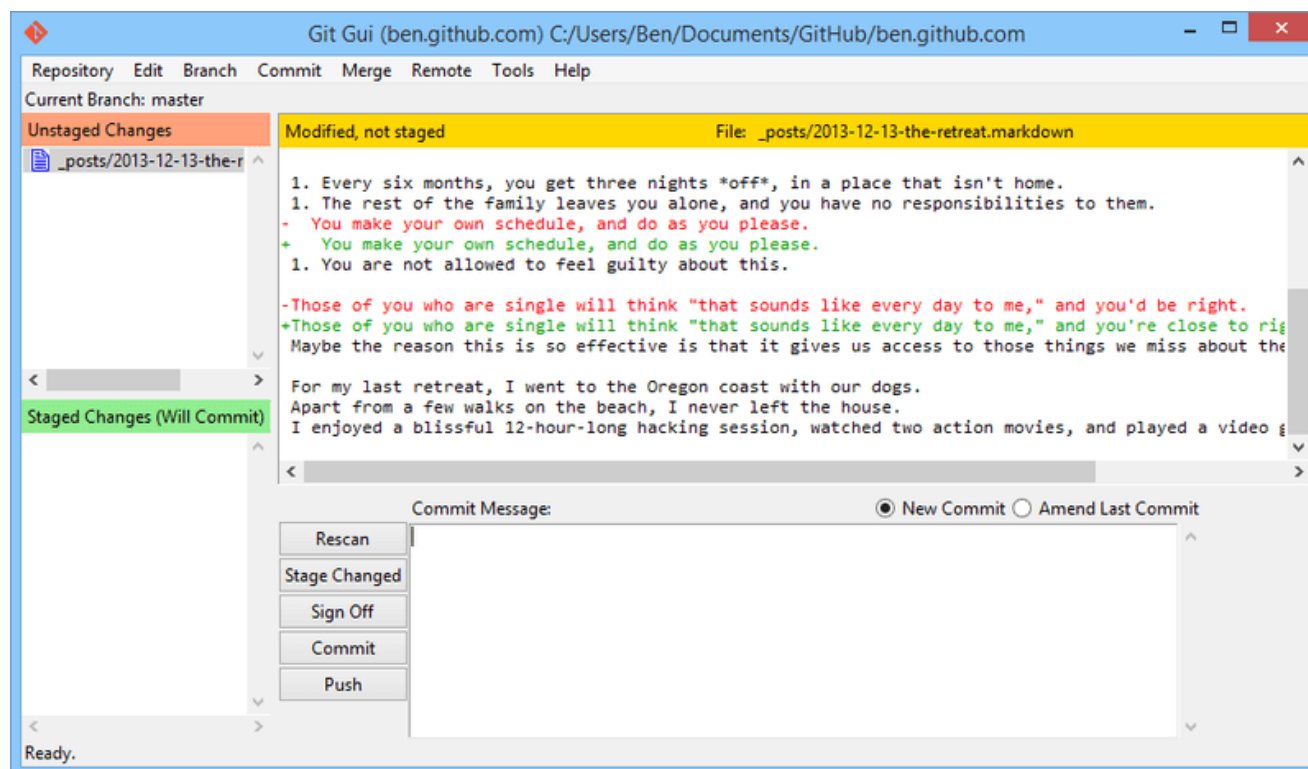 Git Gui (ben.github.com) C:/Users/Ben/Documents/GitHub/ben.github.com
Repository Edit Branch Commit Merge Remote Tools Help
Current Branch: master
Unstaged Changes
_posts/2013-12-13-the-r
Staged Changes (Will Commit)
Modified, not staged File: _posts/2013-12-13-the-retreat.markdown
1. Every six months, you get three nights *off*, in a place that isn't home.
1. The rest of the family leaves you alone, and you have no responsibilities to them.
-  You make your own schedule, and do as you please.
+   You make your own schedule, and do as you please.
1. You are not allowed to feel guilty about this.
-Those of you who are single will think "that sounds like every day to me," and you'd be right.
+Those of you who are single will think "that sounds like every day to me," and you're close to rig
Maybe the reason this is so effective is that it gives us access to those things we miss about the
For my last retreat, I went to the Oregon coast with our dogs.
Apart from a few walks on the beach, I never left the house.
I enjoyed a blissful 12-hour-long hacking session, watched two action movies, and played a video g
Commit Message: New Commit Amend Last Commit
Rescan
Stage Changed
Sign Off
Commit
Push
Ready.